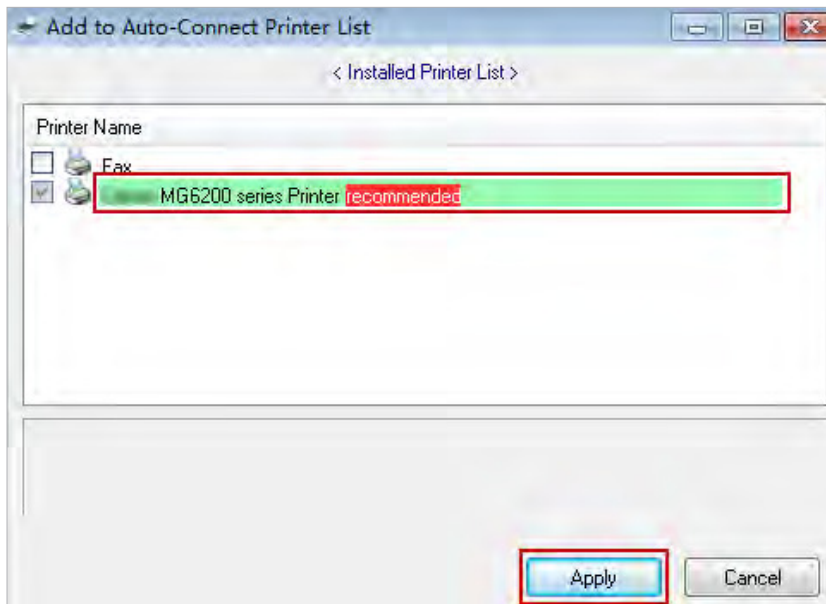 Add to Auto-Connect Printer List
< Installed Printer List >
Printer Name
Fax
MG6200 series Printer recommended
Apply
Cancel